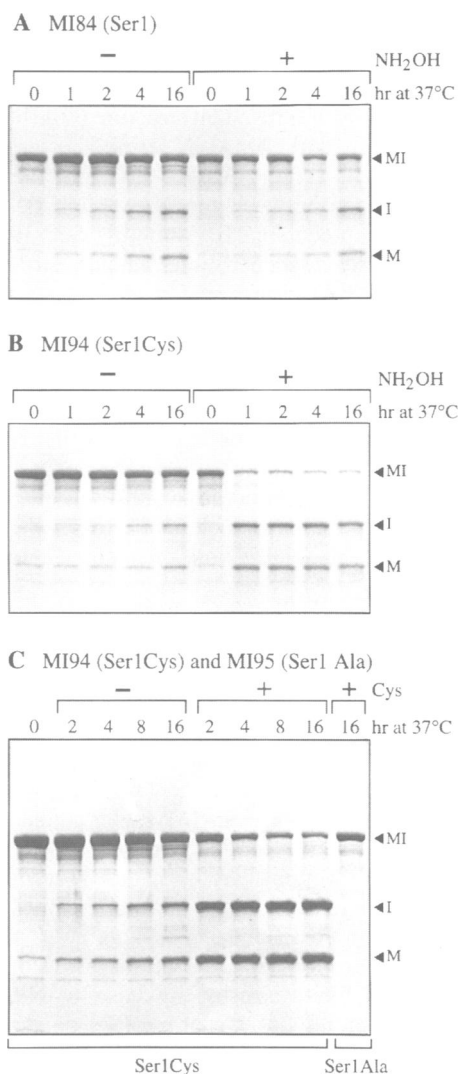 A MI84 (Ser1)
− +
NH₂OH
0 1 2 4 16 0 1 2 4 16 hr at 37°C
◄MI
◄I
◄M
B MI94 (Ser1Cys)
− +
NH₂OH
0 1 2 4 16 0 1 2 4 16 hr at 37°C
◄MI
◄I
◄M
C MI94 (Ser1Cys) and MI95 (Ser1 Ala)
− + +
Cys
0 2 4 8 16 2 4 8 16 16 hr at 37°C
◄MI
◄I
◄M
Ser1Cys Ser1Ala